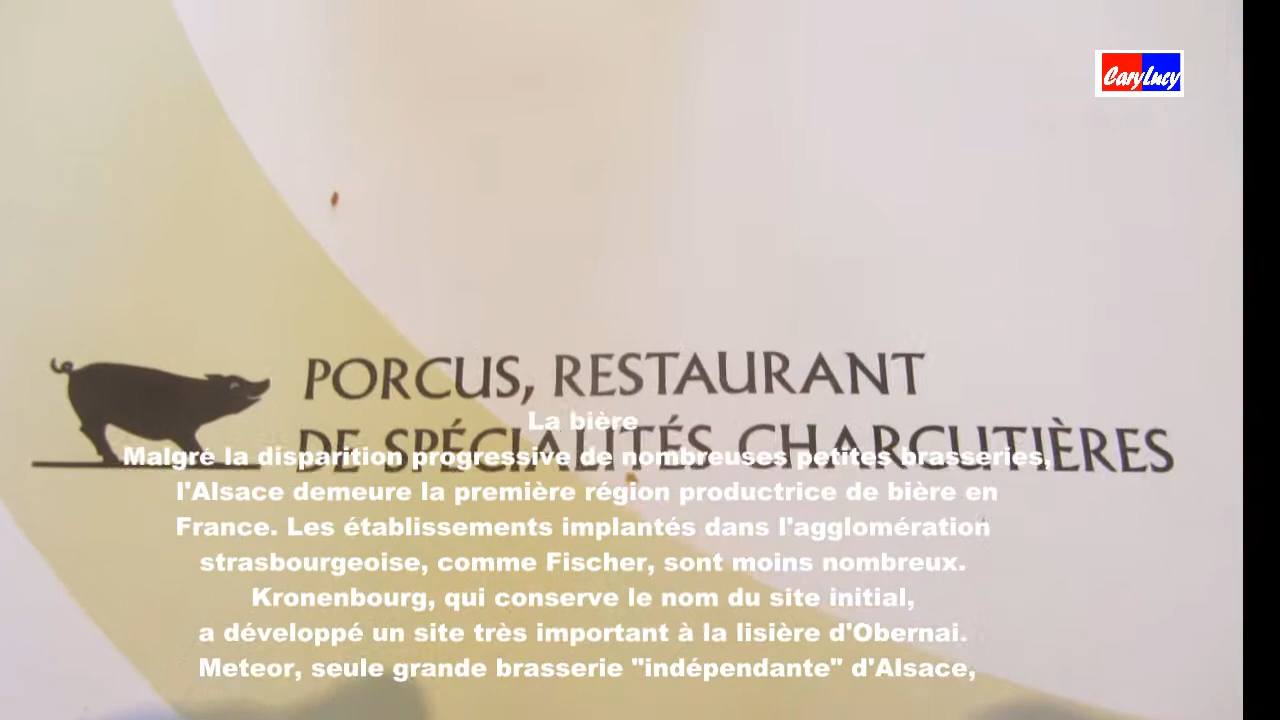 CaryLucy
PORCUS, RESTAURANT
DE SPÉCIALITÉS CHARCUTIÈRES
La bière
Malgré la disparition progressive de nombreuses petites brasseries,
l'Alsace demeure la première région productrice de bière en
France. Les établissements implantés dans l'agglomération
strasbourgeoise, comme Fischer, sont moins nombreux.
Kronenbourg, qui conserve le nom du site initial,
a développé un site très important à la lisière d'Obernai.
Meteor, seule grande brasserie "indépendante" d'Alsace,